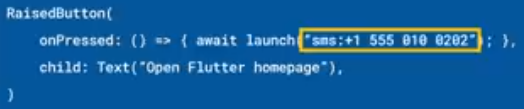 RaisedButton(
onPressed: () => { await launch("sms:+1 555 010 0202"); },
child: Text("Open Flutter homepage"),
)